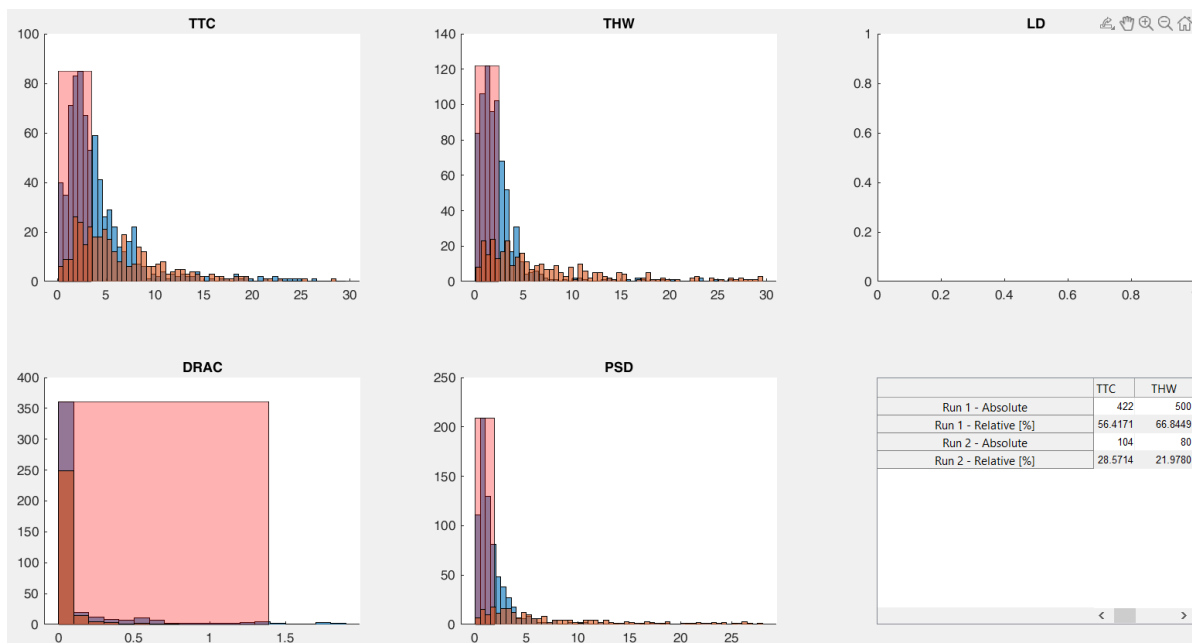 TTC
THW
LD
100
80
60
40
20
0
0 5 10 15 20 25 30
140
120
100
80
60
40
20
0
0 5 10 15 20 25 30
1
0.8
0.6
0.4
0.2
0
0 0.2 0.4 0.6 0.8
DRAC
PSD
400
350
300
250
200
150
100
50
0
0 0.5 1 1.5
250
200
150
100
50
0
0 5 10 15 20 25
TTC THW
Run 1 - Absolute 422 500
Run 1 - Relative [%] 56.4171 66.8449
Run 2 - Absolute 104 80
Run 2 - Relative [%] 28.5714 21.9780